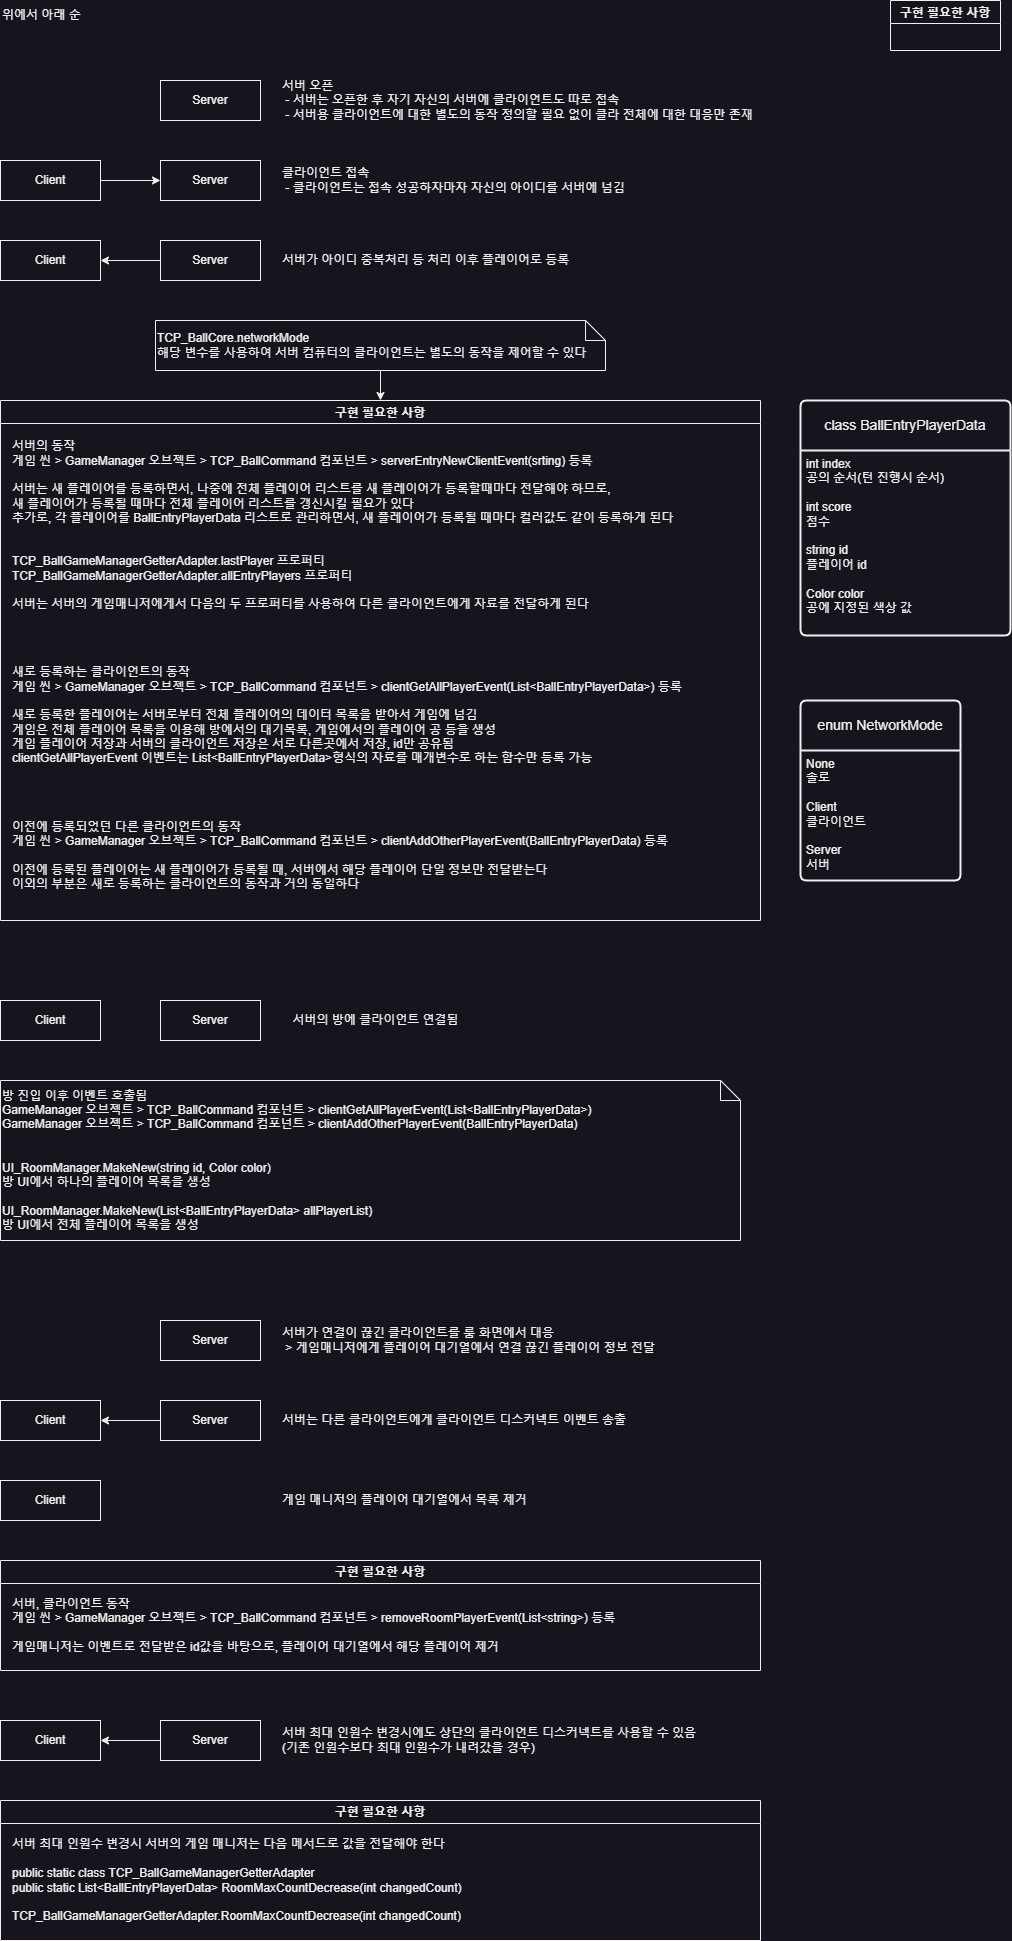 위에서 아래 순
구현 필요한 사항
Server
서버 오픈
- 서버는 오픈한 후 자기 자신의 서버에 클라이언트도 따로 접속
- 서버용 클라이언트에 대한 별도의 동작 정의할 필요 없이 클라 전체에 대한 대응만 존재
Client
Server
클라이언트 접속
- 클라이언트는 접속 성공하자마자 자신의 아이디를 서버에 넘김
Client
Server
서버가 아이디 중복처리 등 처리 이후 플레이어로 등록
TCP_BallCore.networkMode
해당 변수를 사용하여 서버 컴퓨터의 클라이언트는 별도의 동작을 제어할 수 있다
구현 필요한 사항
서버의 동작
게임 씬 > GameManager 오브젝트 > TCP_BallCommand 컴포넌트 > serverEntryNewClientEvent(srting) 등록
서버는 새 플레이어를 등록하면서, 나중에 전체 플레이어 리스트를 새 플레이어가 등록할때마다 전달해야 하므로,
새 플레이어가 등록될 때마다 전체 플레이어 리스트를 갱신시킬 필요가 있다
추가로, 각 플레이어를 BallEntryPlayerData 리스트로 관리하면서, 새 플레이어가 등록될 때마다 컬러값도 같이 등록하게 된다
TCP_BallGameManagerGetterAdapter.lastPlayer 프로퍼티
TCP_BallGameManagerGetterAdapter.allEntryPlayers 프로퍼티
서버는 서버의 게임매니저에게서 다음의 두 프로퍼티를 사용하여 다른 클라이언트에게 자료를 전달하게 된다
새로 등록하는 클라이언트의 동작
게임 씬 > GameManager 오브젝트 > TCP_BallCommand 컴포넌트 > clientGetAllPlayerEvent(List<BallEntryPlayerData>) 등록
새로 등록한 플레이어는 서버로부터 전체 플레이어의 데이터 목록을 받아서 게임에 넘김
게임은 전체 플레이어 목록을 이용해 방에서의 대기목록, 게임에서의 플레이어 공 등을 생성
게임 플레이어 저장과 서버의 클라이언트 저장은 서로 다른곳에서 저장, id만 공유됨
clientGetAllPlayerEvent 이벤트는 List<BallEntryPlayerData>형식의 자료를 매개변수로 하는 함수만 등록 가능
이전에 등록되었던 다른 클라이언트의 동작
게임 씬 > GameManager 오브젝트 > TCP_BallCommand 컴포넌트 > clientAddOtherPlayerEvent(BallEntryPlayerData) 등록
이전에 등록된 플레이어는 새 플레이어가 등록될 때, 서버에서 해당 플레이어 단일 정보만 전달받는다
이외의 부분은 새로 등록하는 클라이언트의 동작과 거의 동일하다
class BallEntryPlayerData
int index
공의 순서(턴 진행시 순서)
int score
점수
string id
플레이어 id
Color color
공에 지정된 색상 값
enum NetworkMode
None
솔로
Client
클라이언트
Server
서버
Client
Server
서버의 방에 클라이언트 연결됨
방 진입 이후 이벤트 호출됨
GameManager 오브젝트 > TCP_BallCommand 컴포넌트 > clientGetAllPlayerEvent(List<BallEntryPlayerData>)
GameManager 오브젝트 > TCP_BallCommand 컴포넌트 > clientAddOtherPlayerEvent(BallEntryPlayerData)
UI_RoomManager.MakeNew(string id, Color color)
방 UI에서 하나의 플레이어 목록을 생성
UI_RoomManager.MakeNew(List<BallEntryPlayerData> allPlayerList)
방 UI에서 전체 플레이어 목록을 생성
Server
서버가 연결이 끊긴 클라이언트를 룸 화면에서 대응
> 게임매니저에게 플레이어 대기열에서 연결 끊긴 플레이어 정보 전달
Client
Server
서버는 다른 클라이언트에게 클라이언트 디스커넥트 이벤트 송출
Client
게임 매니저의 플레이어 대기열에서 목록 제거
구현 필요한 사항
서버, 클라이언트 동작
게임 씬 > GameManager 오브젝트 > TCP_BallCommand 컴포넌트 > removeRoomPlayerEvent(List<string>) 등록
게임매니저는 이벤트로 전달받은 id값을 바탕으로, 플레이어 대기열에서 해당 플레이어 제거
Client
Server
서버 최대 인원수 변경시에도 상단의 클라이언트 디스커넥트를 사용할 수 있음
(기존 인원수보다 최대 인원수가 내려갔을 경우)
구현 필요한 사항
서버 최대 인원수 변경시 서버의 게임 매니저는 다음 메서드로 값을 전달해야 한다
public static class TCP_BallGameManagerGetterAdapter
public static List<BallEntryPlayerData> RoomMaxCountDecrease(int changedCount)
TCP_BallGameManagerGetterAdapter.RoomMaxCountDecrease(int changedCount)